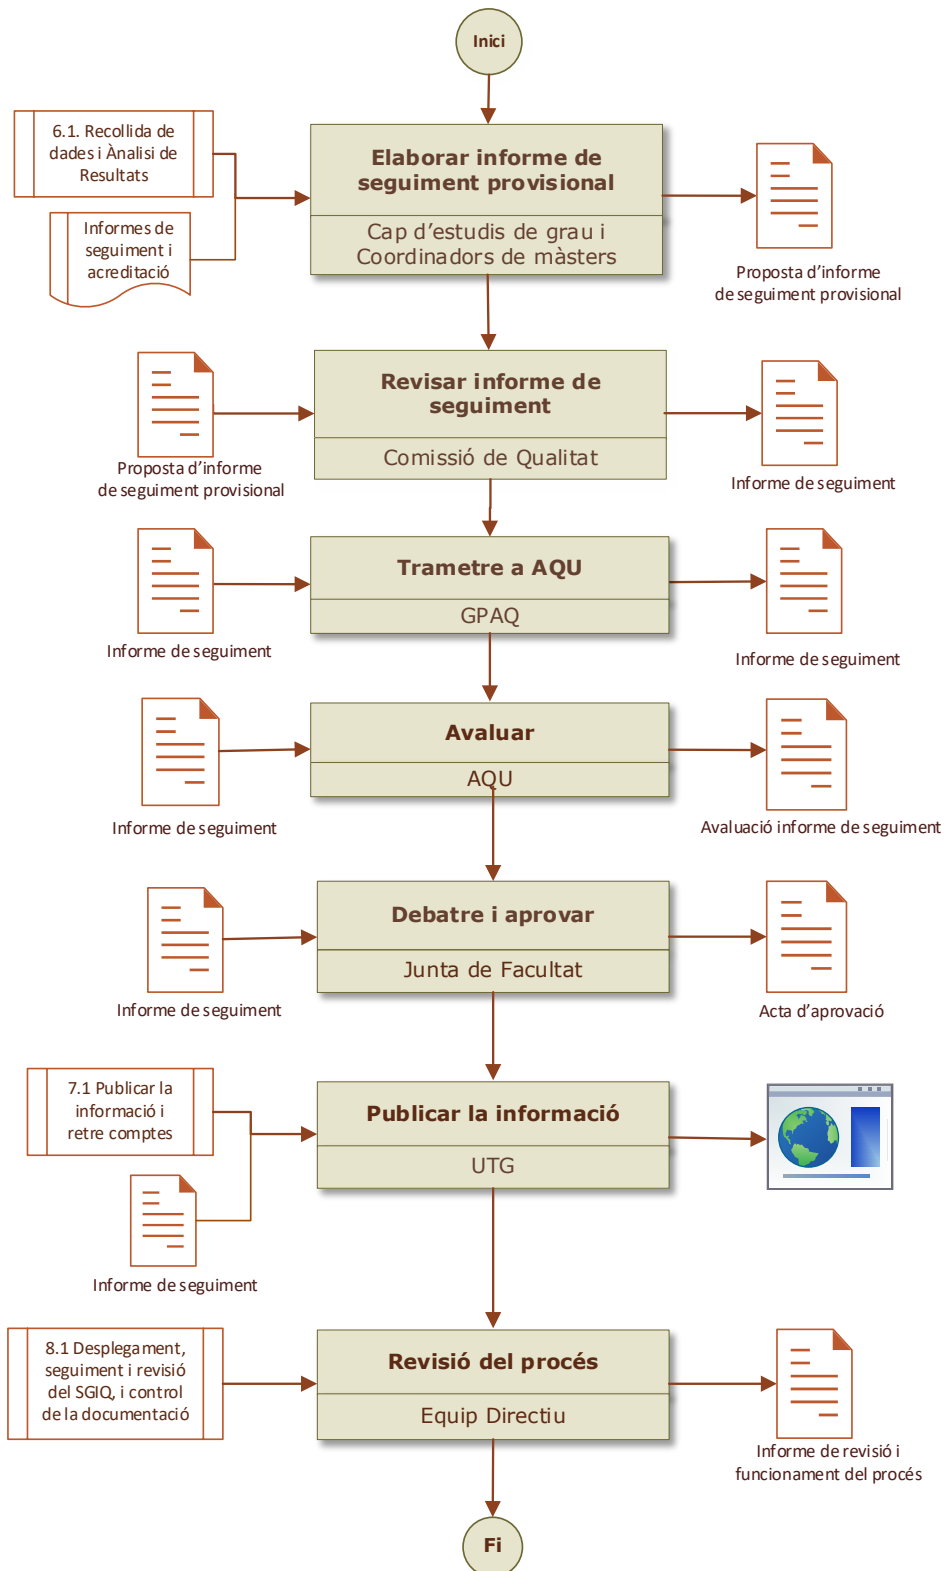 Inici
6.1. Recollida de
dades i Ànalisi de
Resultats
Informes de
seguiment i
acreditació
Elaborar informe de
seguiment provisional
Cap d'estudis de grau i
Coordinadors de màsters
Proposta d'informe
de seguiment provisional
Proposta d'informe
de seguiment provisional
Revisar informe de
seguiment
Comissió de Qualitat
Informe de seguiment
Informe de seguiment
Trametre a AQU
GPAQ
Informe de seguiment
Informe de seguiment
Avaluar
AQU
Avaluació informe de seguiment
Informe de seguiment
Debatre i aprovar
Junta de Facultat
Acta d'aprovació
7.1 Publicar la
informació i
retre comptes
Informe de seguiment
Publicar la informació
UTG
8.1 Desplegament,
seguiment i revisió
del SGIQ, i control
de la documentació
Revisió del procés
Equip Directiu
Informe de revisió i
funcionament del procés
Fi